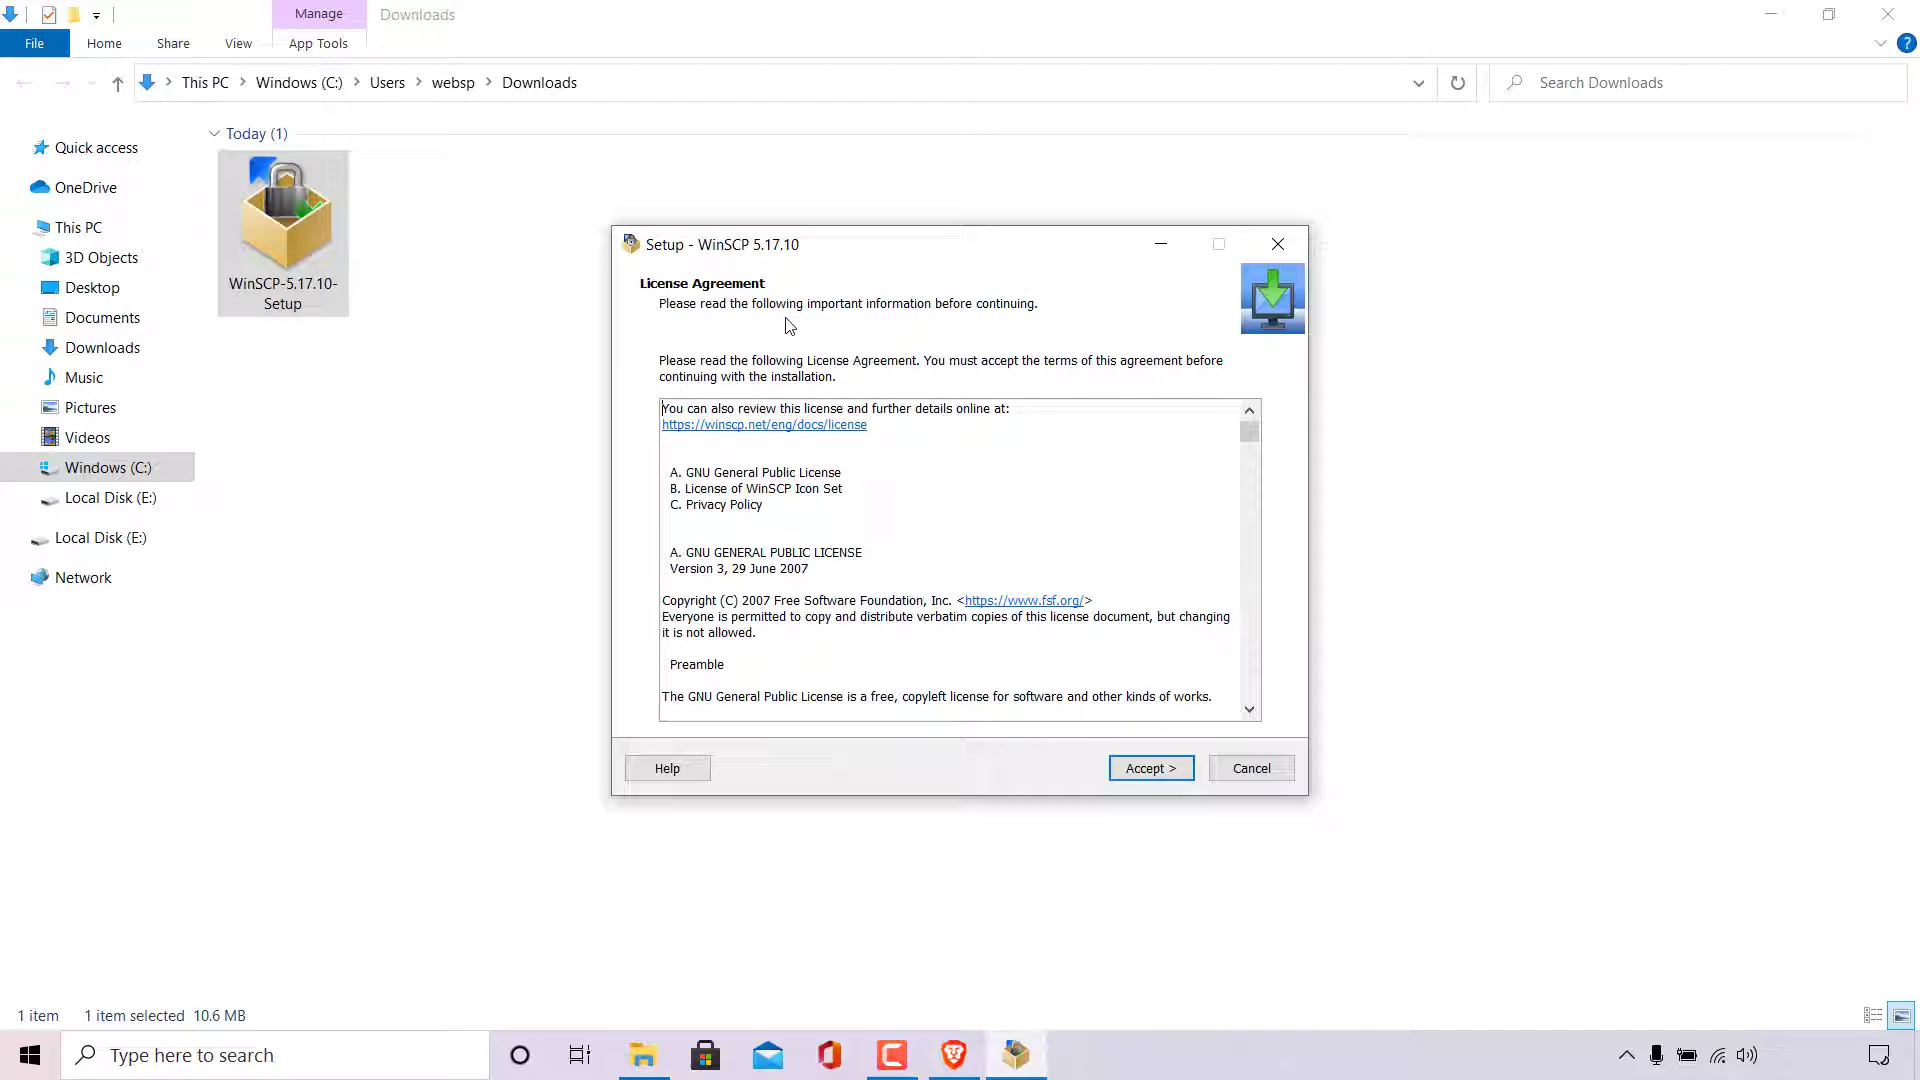 Manage
Downloads
File
Home
Share
View
App Tools
?
This PC
Windows (C:)
Users
websp
Downloads
Search Downloads
Quick access
OneDrive
This PC
3D Objects
Desktop
Documents
Downloads
Music
Pictures
Videos
Windows (C:)
Local Disk (E:)
Local Disk (E:)
Network
Today (1)
WinSCP-5.17.10-
Setup
Setup - WinSCP 5.17.10
License Agreement
Please read the following important information before continuing.
Please read the following License Agreement. You must accept the terms of this agreement before
continuing with the installation.
You can also review this license and further details online at:
https://winscp.net/eng/docs/license
A. GNU General Public License
B. License of WinSCP Icon Set
C. Privacy Policy
A. GNU GENERAL PUBLIC LICENSE
Version 3, 29 June 2007
Copyright (C) 2007 Free Software Foundation, Inc. <https://www.fsf.org/>
Everyone is permitted to copy and distribute verbatim copies of this license document, but changing
it is not allowed.
Preamble
The GNU General Public License is a free, copyleft license for software and other kinds of works.
Help
Accept >
Cancel
1 item
1 item selected 10.6 MB
Type here to search